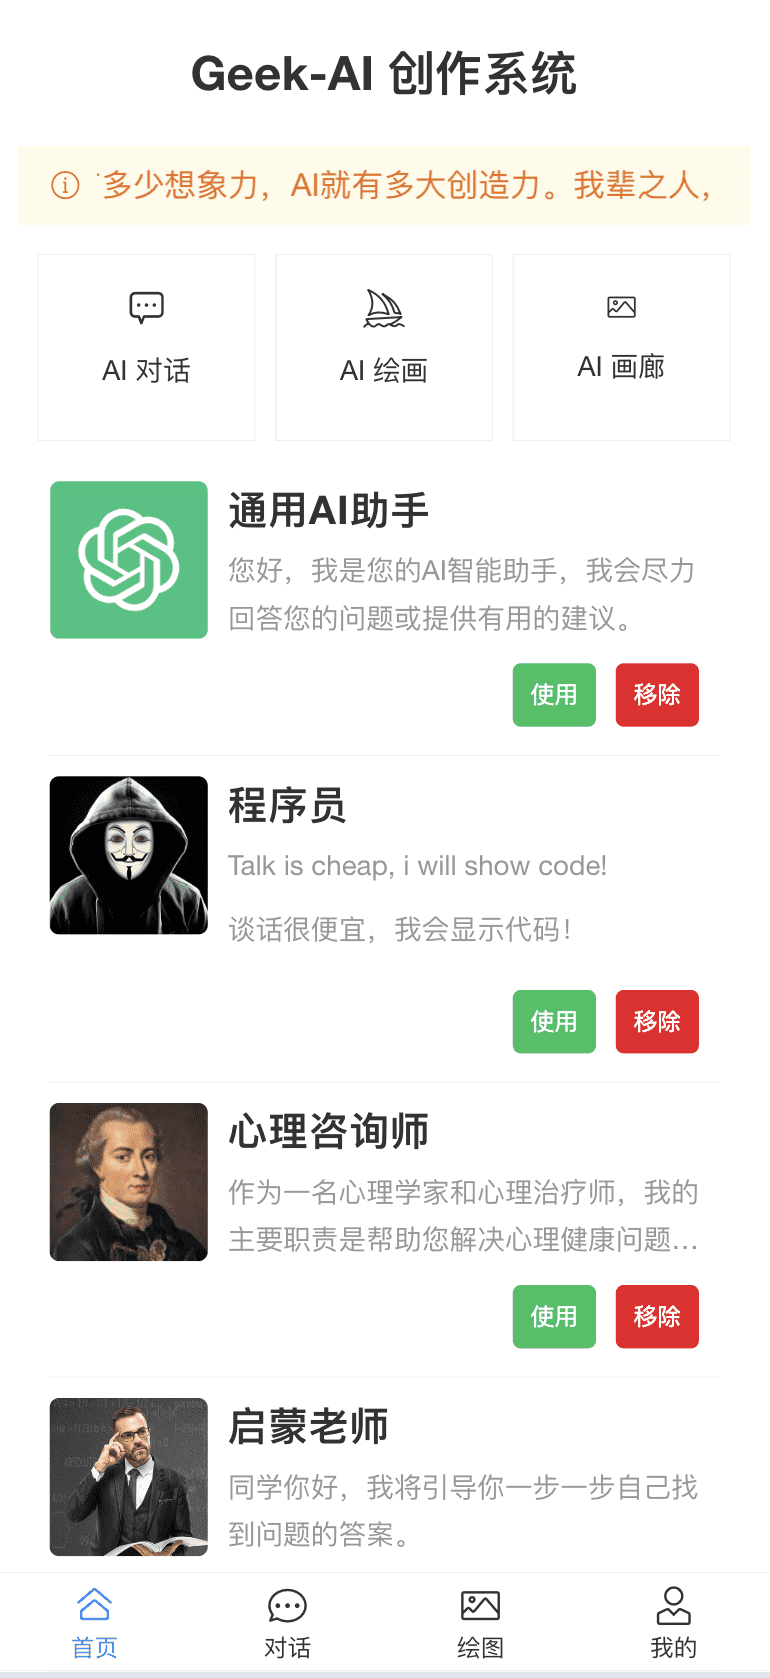 Geek-AI 创作系统
多少想象力，AI就有多大创造力。我辈之人，
AI 对话
AI 绘画
AI 画廊
通用AI助手
您好，我是您的AI智能助手，我会尽力
回答您的问题或提供有用的建议。
使用
移除
程序员
Talk is cheap, i will show code!
谈话很便宜，我会显示代码！
使用
移除
心理咨询师
作为一名心理学家和心理治疗师，我的
主要职责是帮助您解决心理健康问题...
使用
移除
启蒙老师
同学你好，我将引导你一步一步自己找
到问题的答案。
首页
对话
绘图
我的